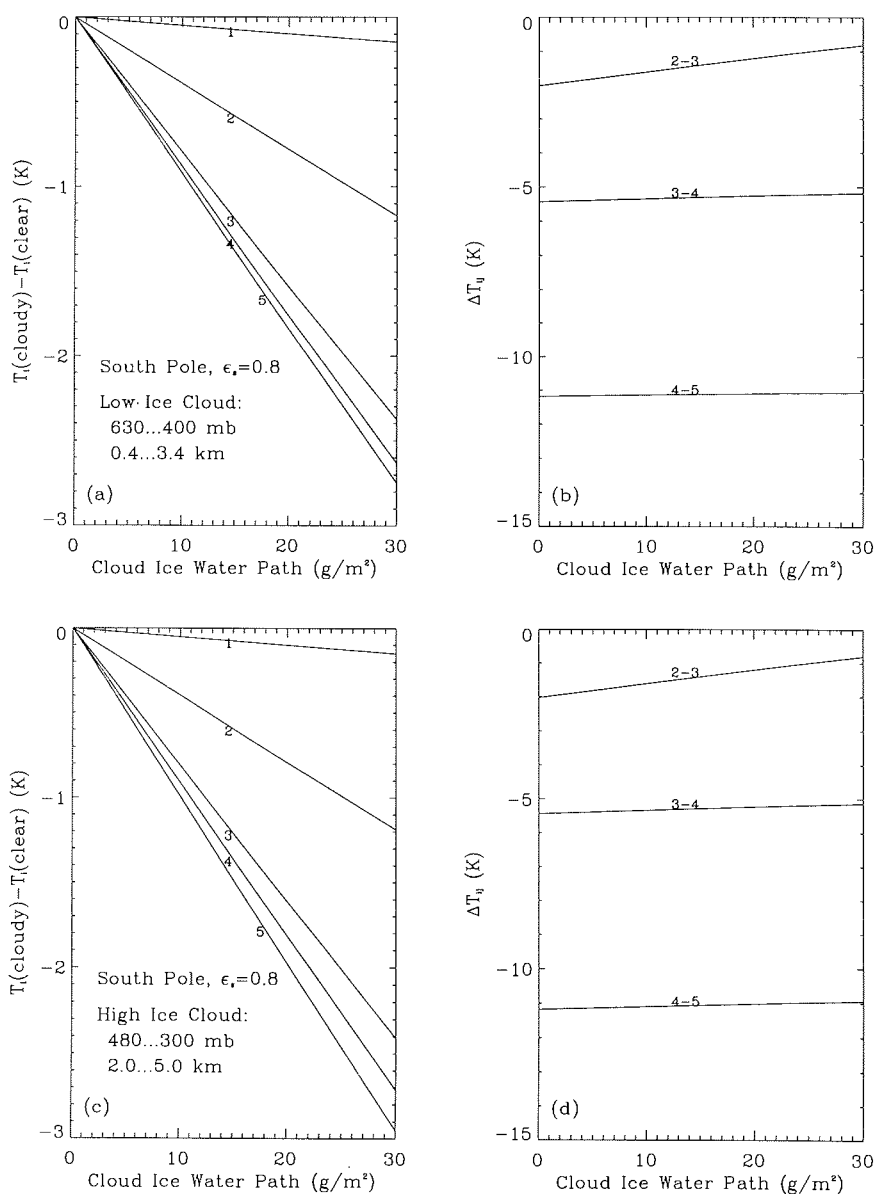 0
-1
-2
-3
T_i(cloudy)-T_i(clear) (K)
1
2
3
4
5
South Pole, ϵ_s=0.8
Low Ice Cloud:
630...400 mb
0.4...3.4 km
(a)
0 10 20 30
Cloud Ice Water Path (g/m²)
0
-5
-10
-15
ΔT_ij (K)
2-3
3-4
4-5
(b)
0 10 20 30
Cloud Ice Water Path (g/m²)
0
-1
-2
-3
T_i(cloudy)-T_i(clear) (K)
1
2
3
4
5
South Pole, ϵ_s=0.8
High Ice Cloud:
480...300 mb
2.0...5.0 km
(c)
0 10 20 30
Cloud Ice Water Path (g/m²)
0
-5
-10
-15
ΔT_ij (K)
2-3
3-4
4-5
(d)
0 10 20 30
Cloud Ice Water Path (g/m²)